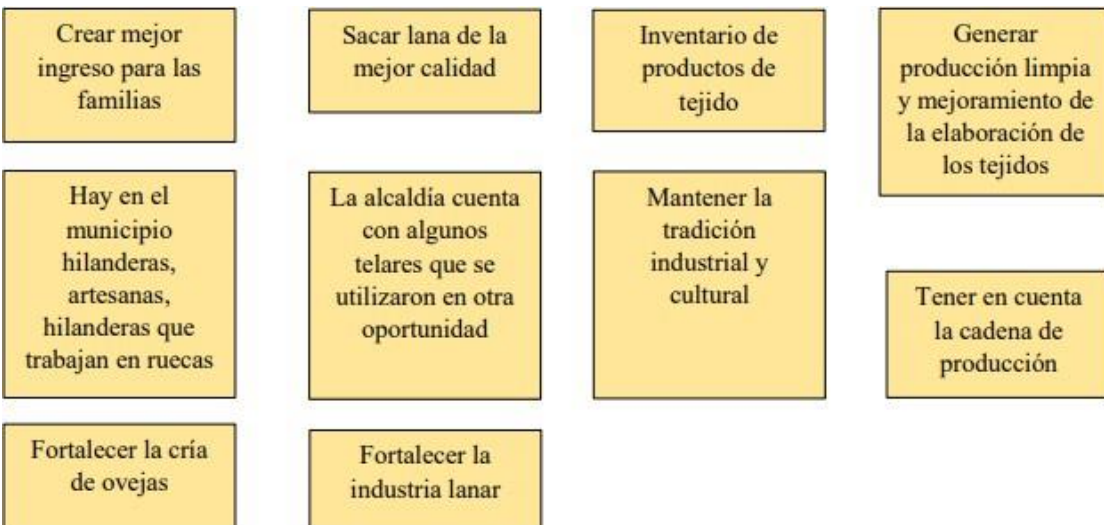 Crear mejor
ingreso para las
familias
Sacar lana de la
mejor calidad
Inventario de
productos de
tejido
Generar
producción limpia
y mejoramiento de
la elaboración de
los tejidos
Hay en el
municipio
hilanderas,
artesanas,
hilanderas que
trabajan en ruecas
La alcaldía cuenta
con algunos
telares que se
utilizaron en otra
oportunidad
Mantener la
tradición
industrial y
cultural
Tener en cuenta
la cadena de
producción
Fortalecer la cría
de ovejas
Fortalecer la
industria lanar